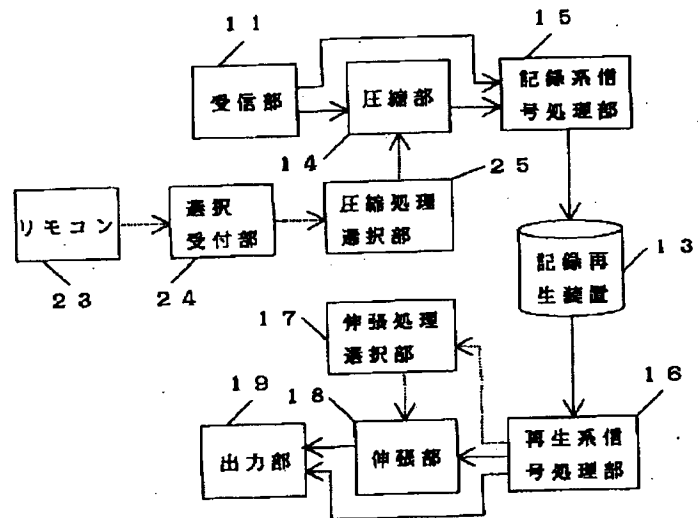 11
受信部
圧縮部
14
15
記録系信
号処理部
25
リモコン
23
選択
受付部
24
圧縮処理
選択部
記録再
生装置
13
17
伸張処理
選択部
19
出力部
18
伸張部
再生系信
号処理部
16